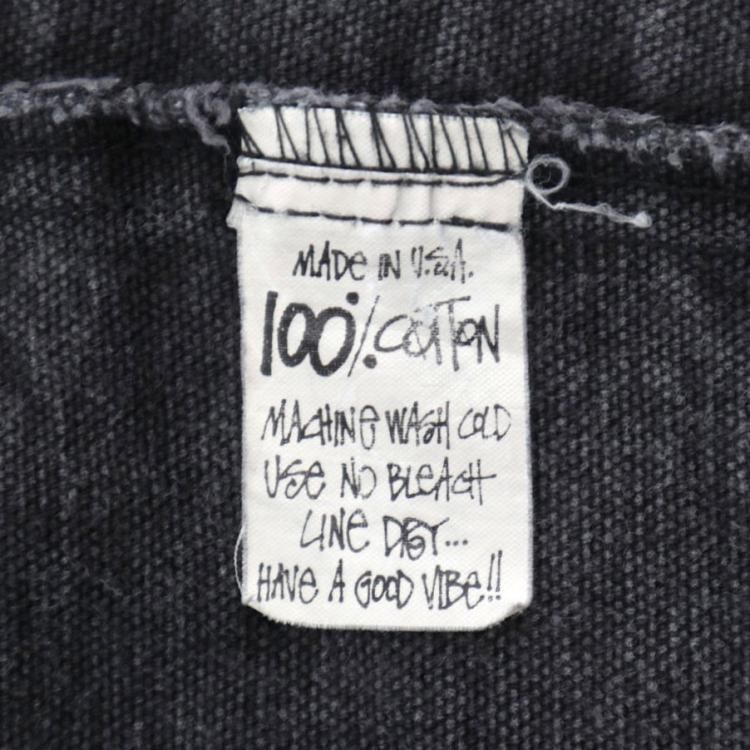 MADE IN U.S.A.
100%. COTTON
MACHINE WASH COLD
USE NO BLEACH
LINE DRY...
HAVE A GOOD VIBE!!